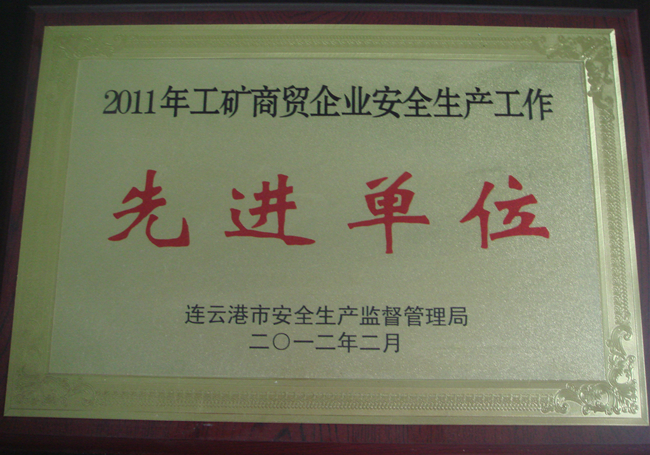 2011年工矿商贸企业安全生产工作
先进单位
连云港市安全生产监督管理局
二〇一二年二月